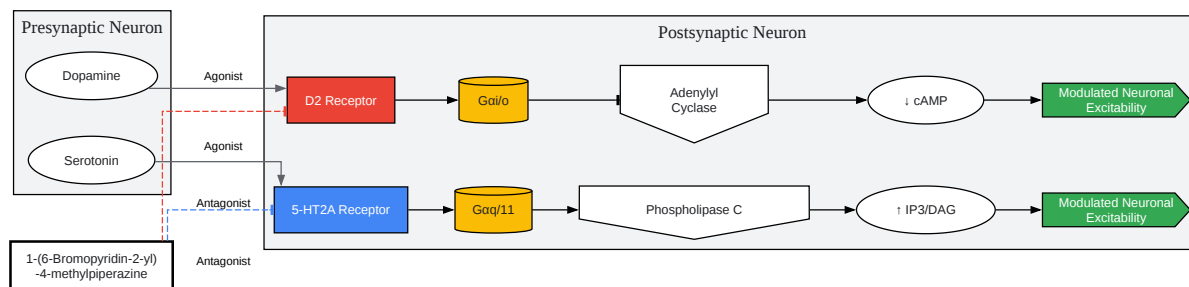 Presynaptic Neuron
Postsynaptic Neuron
Dopamine
Agonist
D2 Receptor
Gαi/o
Adenylyl
Cyclase
↓ cAMP
Modulated Neuronal
Excitability
Serotonin
Agonist
Antagonist
5-HT2A Receptor
Gαq/11
Phospholipase C
↑ IP3/DAG
Modulated Neuronal
Excitability
1-(6-Bromopyridin-2-yl)
-4-methylpiperazine
Antagonist